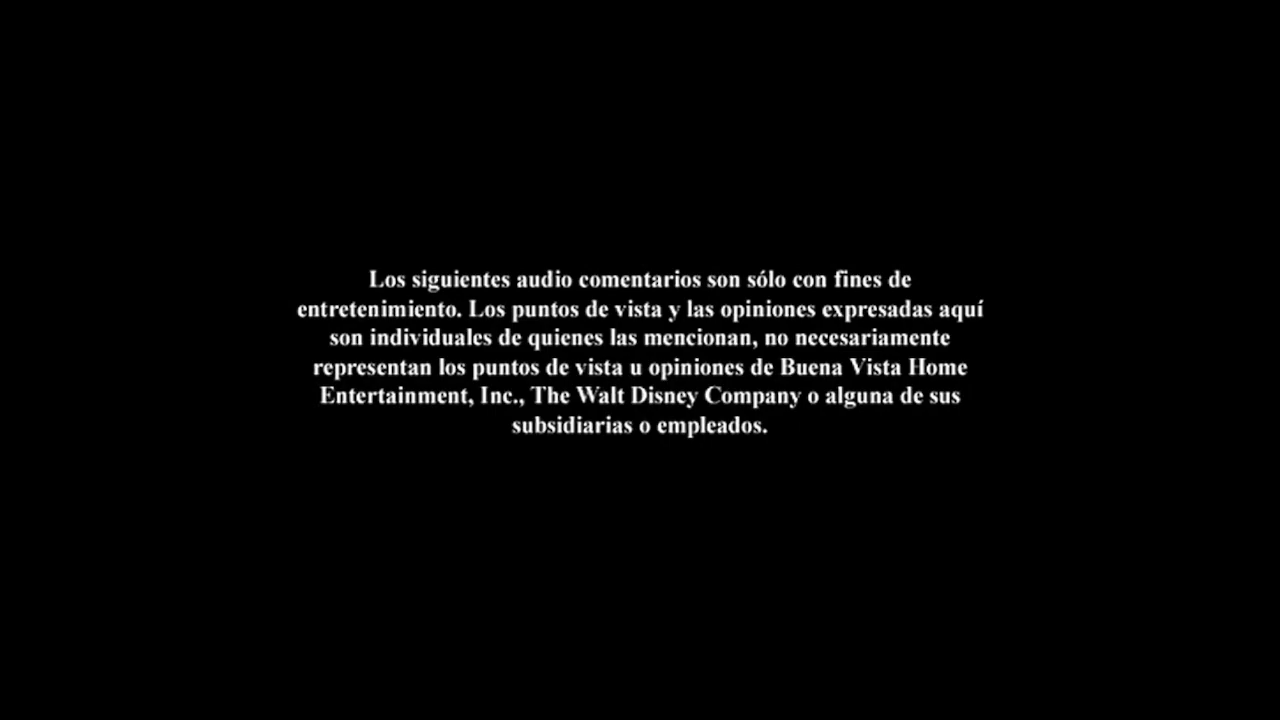 Los siguientes audio comentarios son sólo con fines de
entretenimiento. Los puntos de vista y las opiniones expresadas aquí
son individuales de quienes las mencionan, no necesariamente
representan los puntos de vista u opiniones de Buena Vista Home
Entertainment, Inc., The Walt Disney Company o alguna de sus
subsidiarias o empleados.